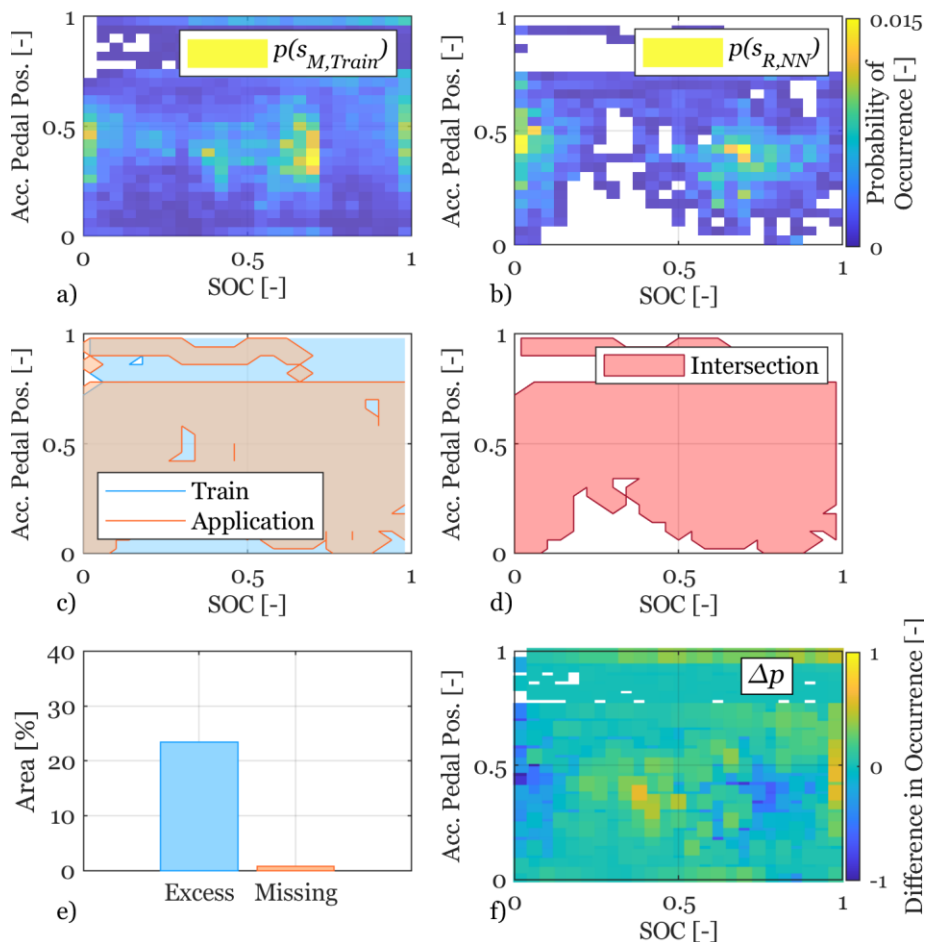 1
0.5
0
Acc. Pedal Pos. [-]
p(s_{M,Train})
0
0.5
1
SOC [-]
a)
1
0.5
0
Acc. Pedal Pos. [-]
p(s_{R,NN})
0
0.5
1
SOC [-]
b)
0.015
0
Probability of
Occurrence [-]
1
0.5
0
Acc. Pedal Pos. [-]
Train
Application
0
0.5
1
SOC [-]
c)
1
0.5
0
Acc. Pedal Pos. [-]
Intersection
0
0.5
1
SOC [-]
d)
40
30
20
10
0
Area [%]
Excess Missing
e)
1
0.5
0
Acc. Pedal Pos. [-]
Δp
0
0.5
1
SOC [-]
f)
1
0
-1
Difference in Occurrence [-]